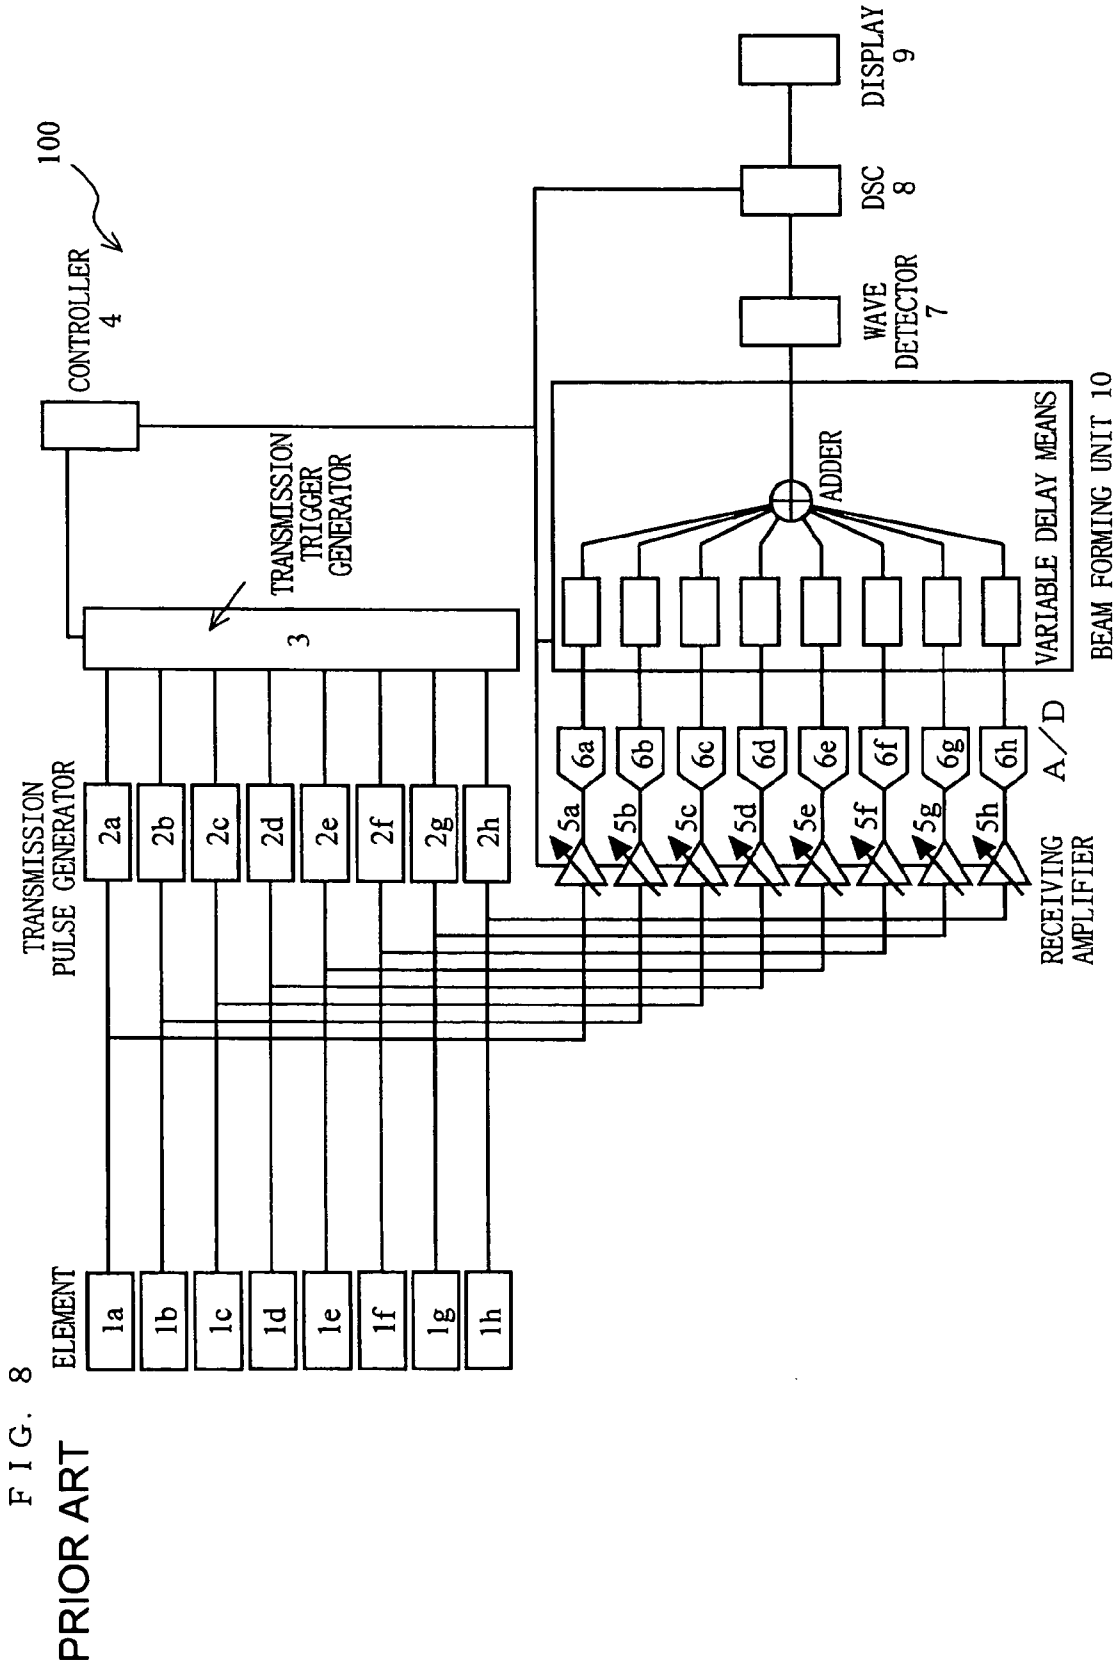 F I G. 8
PRIOR ART
ELEMENT
1a
1b
1c
1d
1e
1f
1g
1h
TRANSMISSION
PULSE GENERATOR
2a
2b
2c
2d
2e
2f
2g
2h
3
TRANSMISSION
TRIGGER
GENERATOR
CONTROLLER
4
100
RECEIVING
AMPLIFIER
5a
5b
5c
5d
5e
5f
5g
5h
A/D
6a
6b
6c
6d
6e
6f
6g
6h
ADDER
VARIABLE DELAY MEANS
BEAM FORMING UNIT 10
WAVE
DETECTOR
7
DSC
8
DISPLAY
9